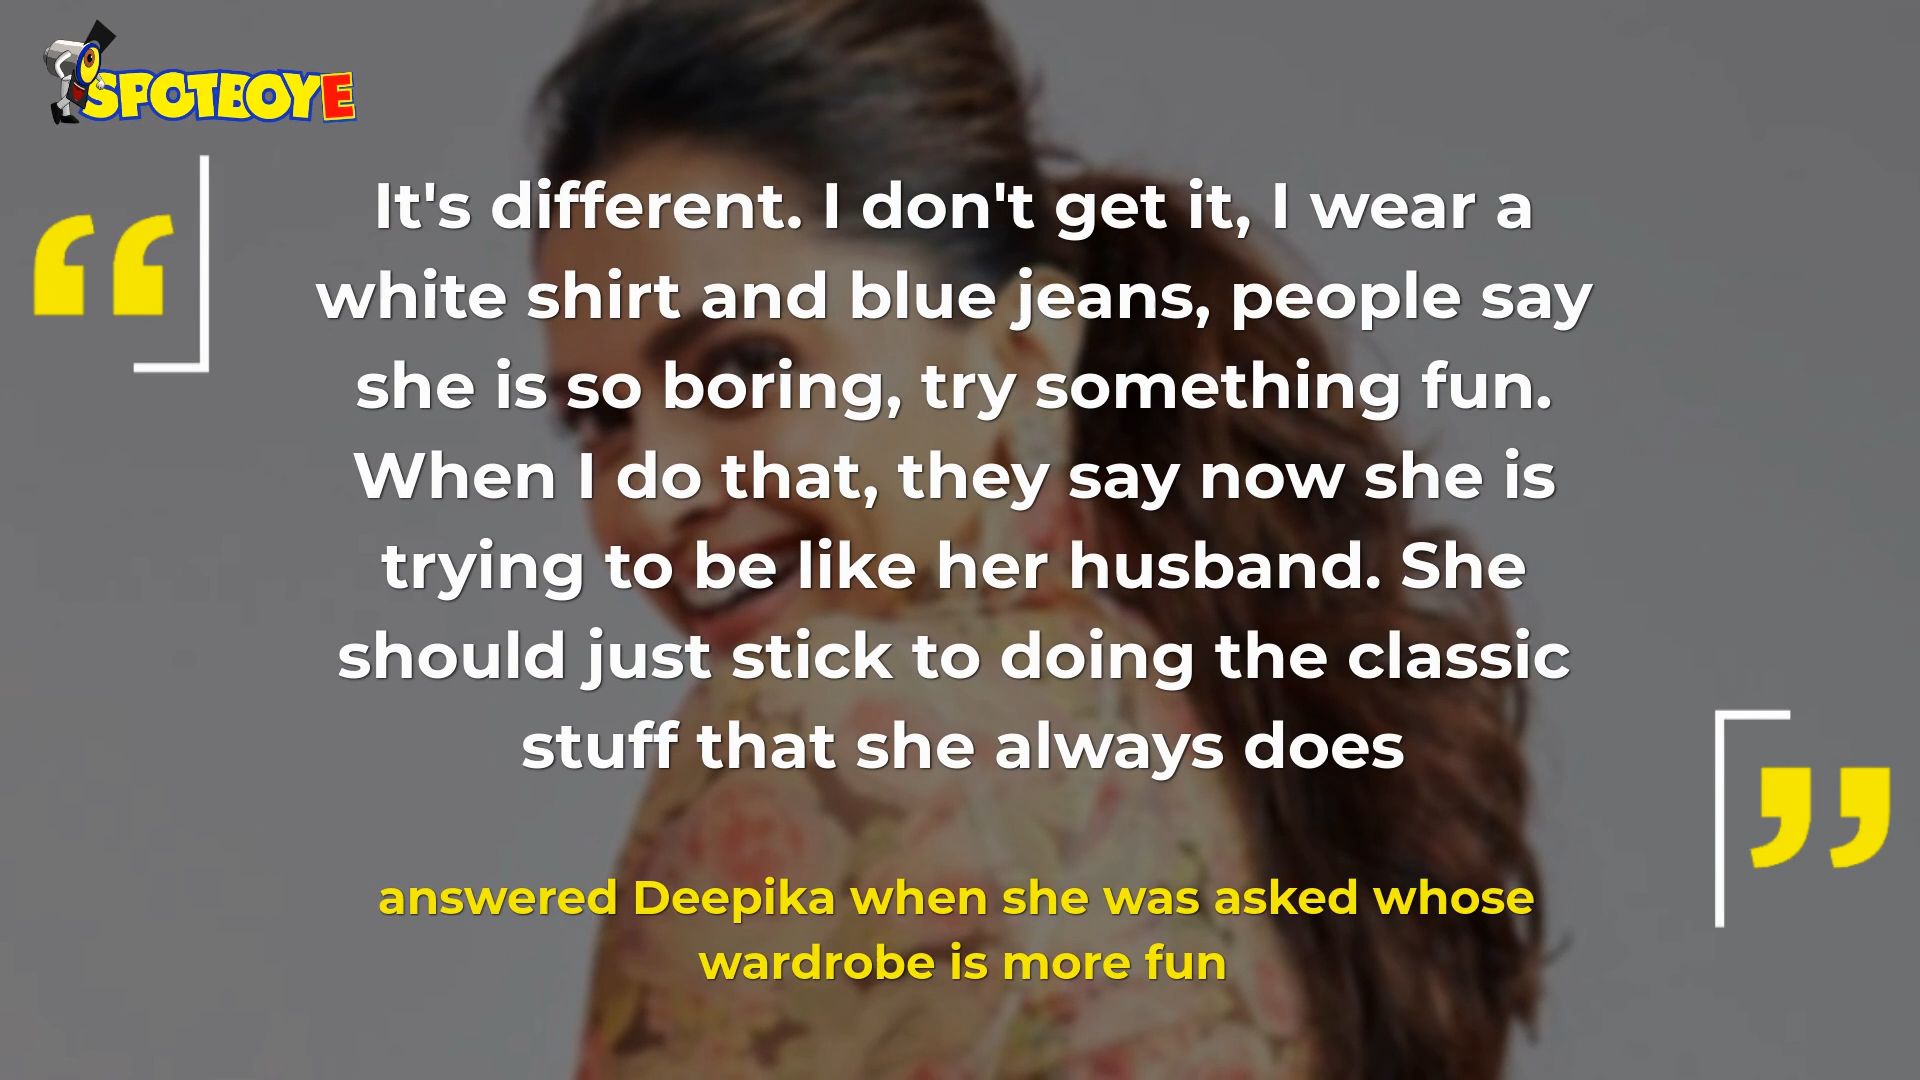 SPOTBOYE
It's different. I don't get it, I wear a
white shirt and blue jeans, people say
she is so boring, try something fun.
When I do that, they say now she is
trying to be like her husband. She
should just stick to doing the classic
stuff that she always does
answered Deepika when she was asked whose
wardrobe is more fun